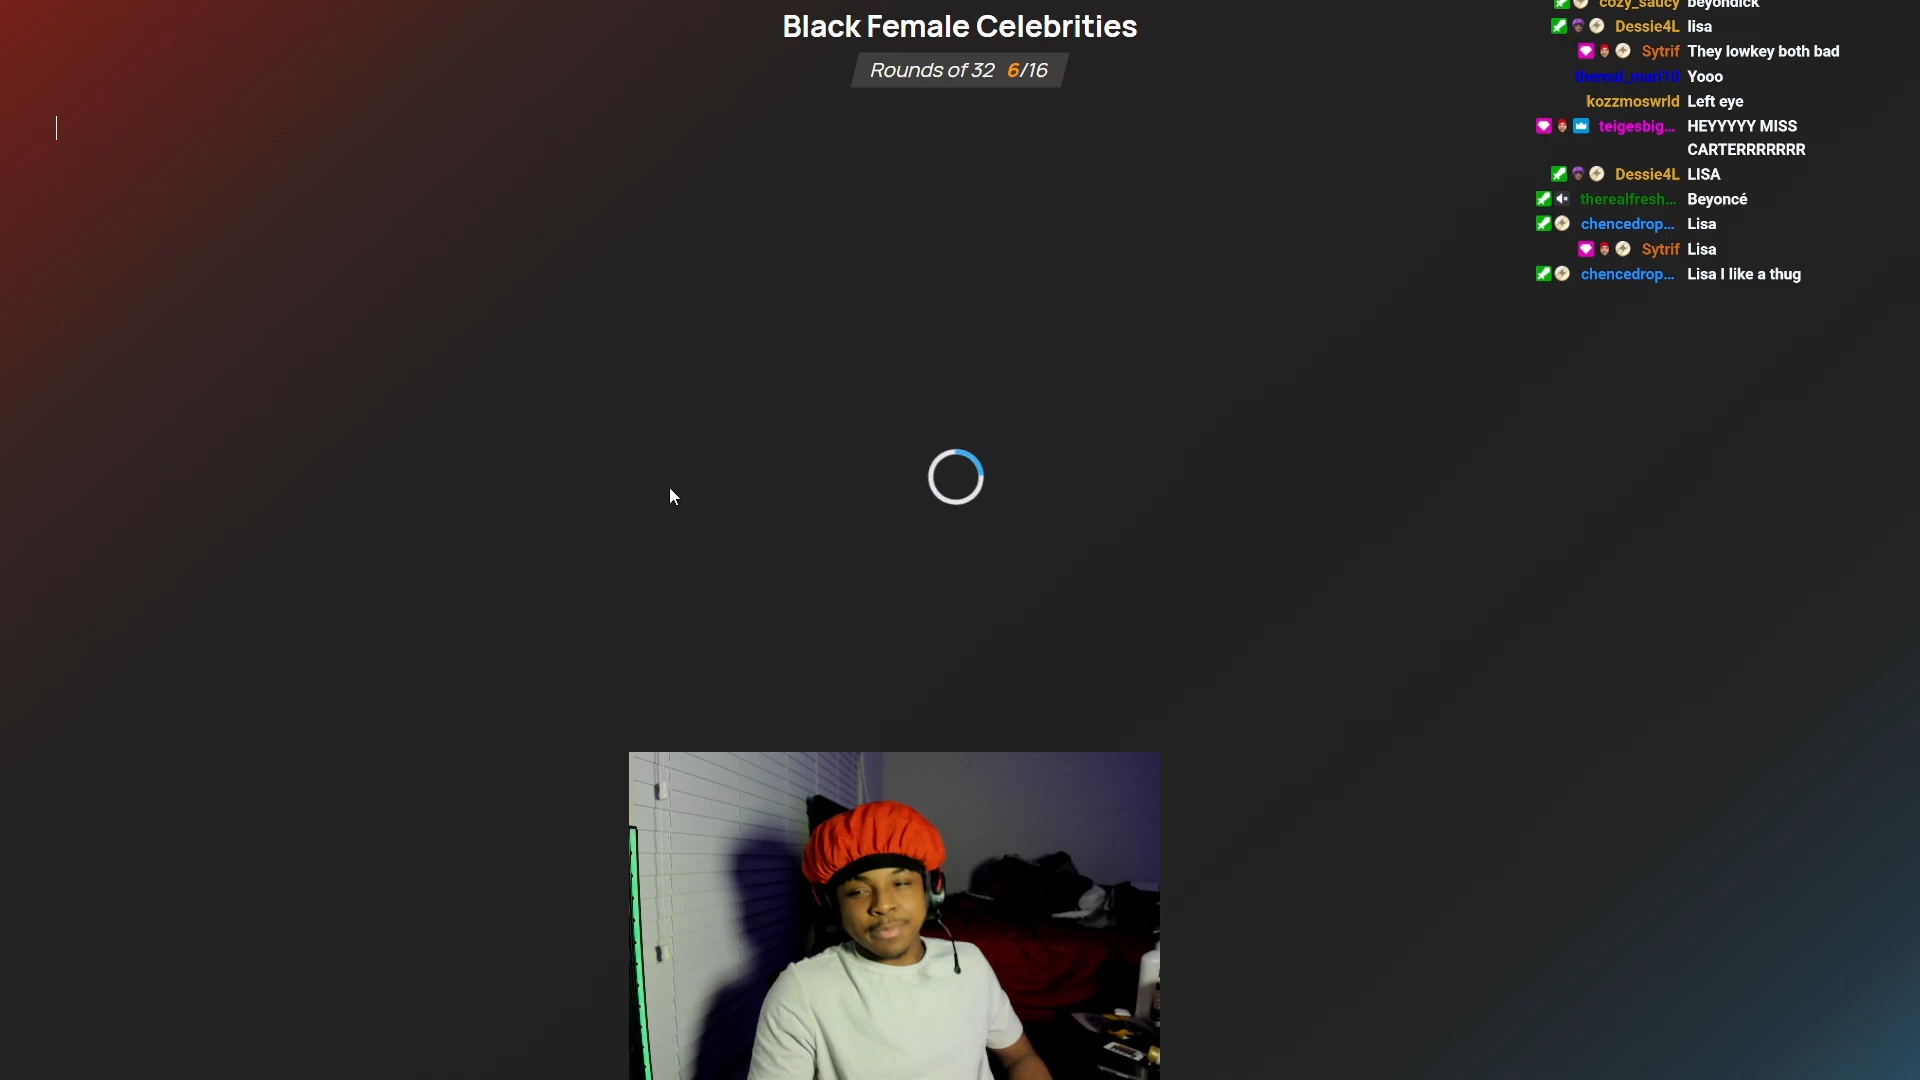 Black Female Celebrities
Rounds of 32 6/16
cozy_saucy beyondick
Dessie4L lisa
Sytrif They lowkey both bad
thereal_mari10 Yooo
kozzmoswrld Left eye
teigesbig... HEYYYYY MISS
CARTERRRRRRR
Dessie4L LISA
therealfresh... Beyoncé
chencedrop... Lisa
Sytrif Lisa
chencedrop... Lisa I like a thug